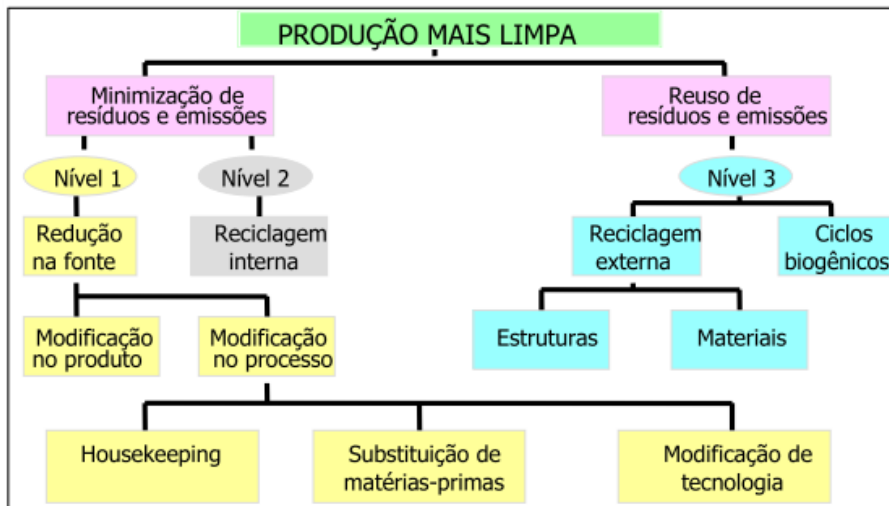 PRODUÇÃO MAIS LIMPA
Minimização de
resíduos e emissões
Reuso de
resíduos e emissões
Nível 1
Nível 2
Nível 3
Redução
na fonte
Reciclagem
interna
Reciclagem
externa
Ciclos
biogênicos
Modificação
no produto
Modificação
no processo
Estruturas
Materiais
Housekeeping
Substituição de
matérias-primas
Modificação de
tecnologia